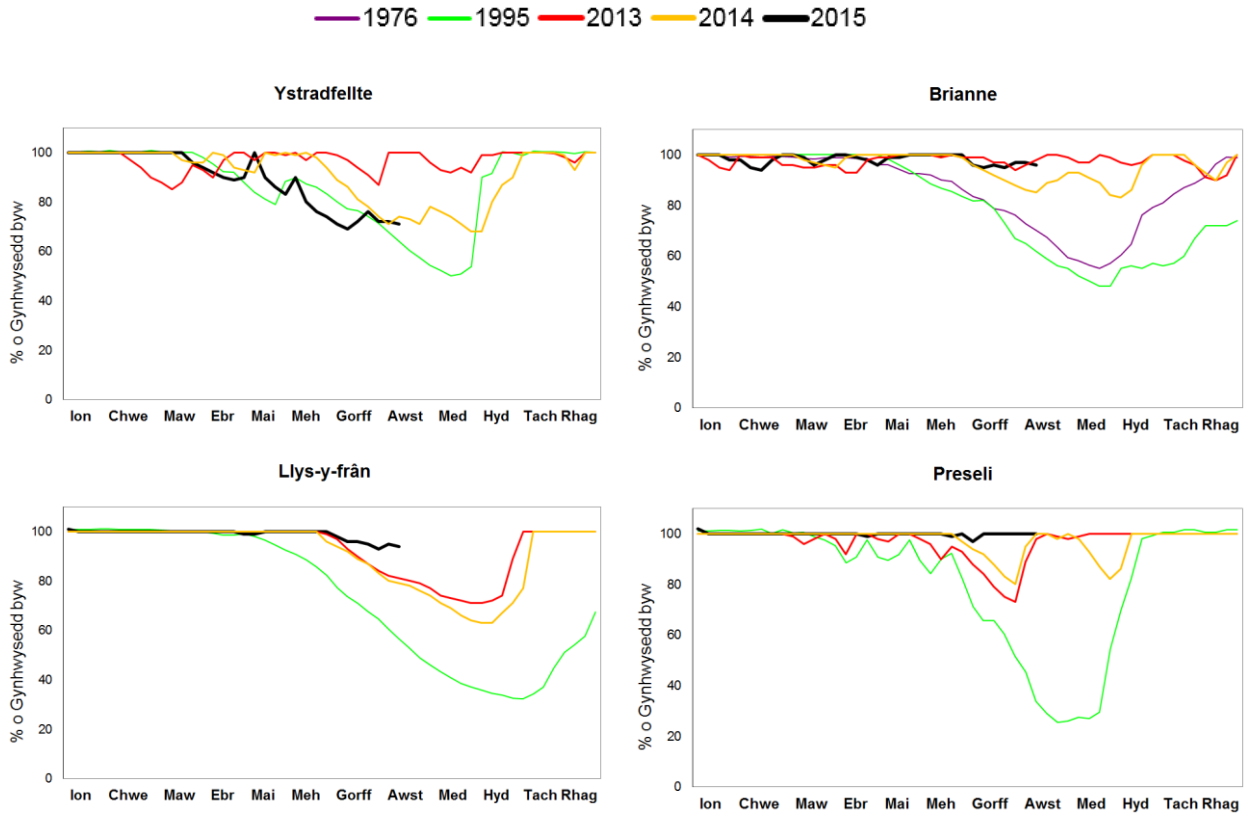 1976 1995 2013 2014 2015
Ystradfellte
% o Gynhwysedd byw
100
80
60
40
20
0
Ion Chwe Maw Ebr Mai Meh Gorff Awst Med Hyd Tach Rhag
Brianne
% o Gynhwysedd byw
100
80
60
40
20
0
Ion Chwe Maw Ebr Mai Meh Gorff Awst Med Hyd Tach Rhag
Llys-y-frân
% o Gynhwysedd byw
100
80
60
40
20
0
Ion Chwe Maw Ebr Mai Meh Gorff Awst Med Hyd Tach Rhag
Preseli
% o Gynhwysedd byw
100
80
60
40
20
0
Ion Chwe Maw Ebr Mai Meh Gorff Awst Med Hyd Tach Rhag